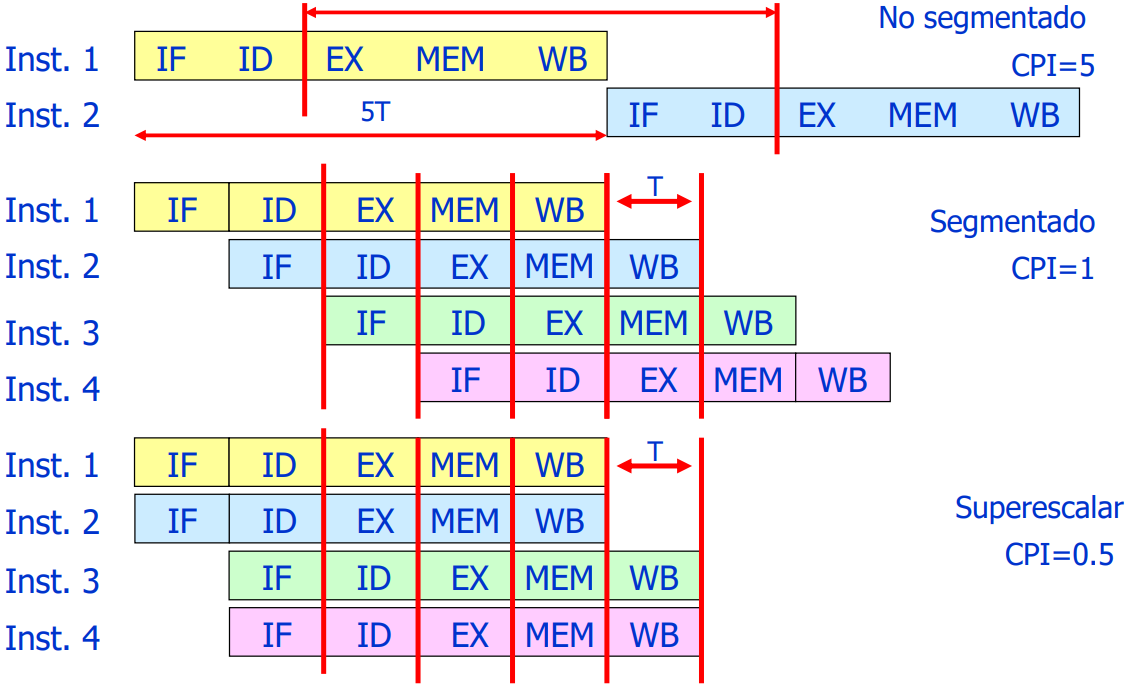 No segmentado
Inst. 1 IF ID EX MEM WB
CPI=5
Inst. 2 5T IF ID EX MEM WB
Inst. 1 IF ID EX MEM WB T
Segmentado
Inst. 2 IF ID EX MEM WB
CPI=1
Inst. 3 IF ID EX MEM WB
Inst. 4 IF ID EX MEM WB
Inst. 1 IF ID EX MEM WB T
Superescalar
Inst. 2 IF ID EX MEM WB
CPI=0.5
Inst. 3 IF ID EX MEM WB
Inst. 4 IF ID EX MEM WB